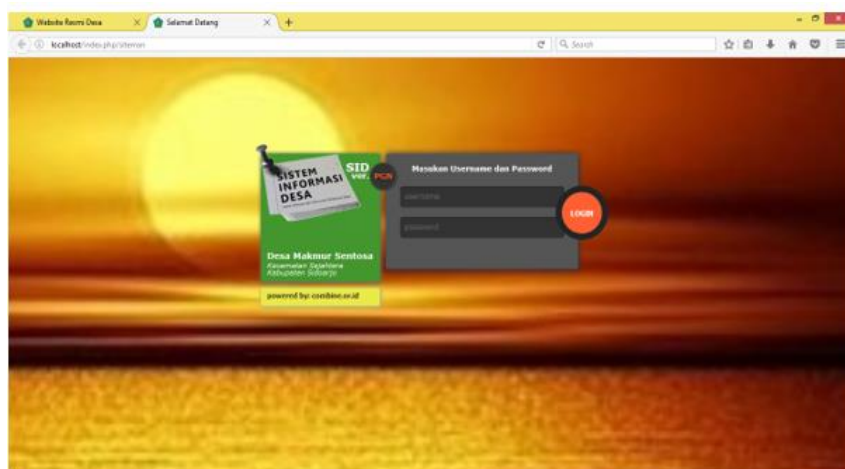 Website Resmi Desa
Selamat Datang
localhost/index.php/siteman
Search
SISTEM
INFORMASI
DESA
SID
ver. PGN
Masukan Username dan Password
username
password
LOGIN
Desa Makmur Sentosa
Kecamatan Sejahtera
Kabupaten Sidoarjo
powered by: combine.or.id